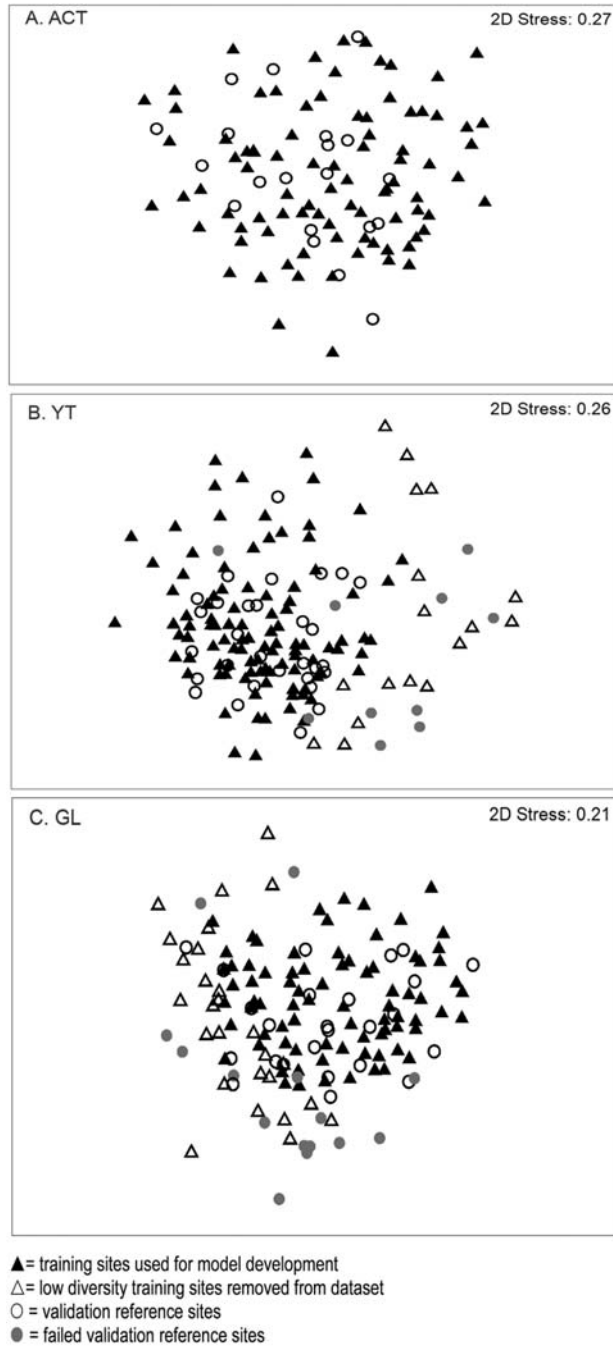 A. ACT
2D Stress: 0.27
B. YT
2D Stress: 0.26
C. GL
2D Stress: 0.21
▲= training sites used for model development
△= low diversity training sites removed from dataset
○ = validation reference sites
● = failed validation reference sites